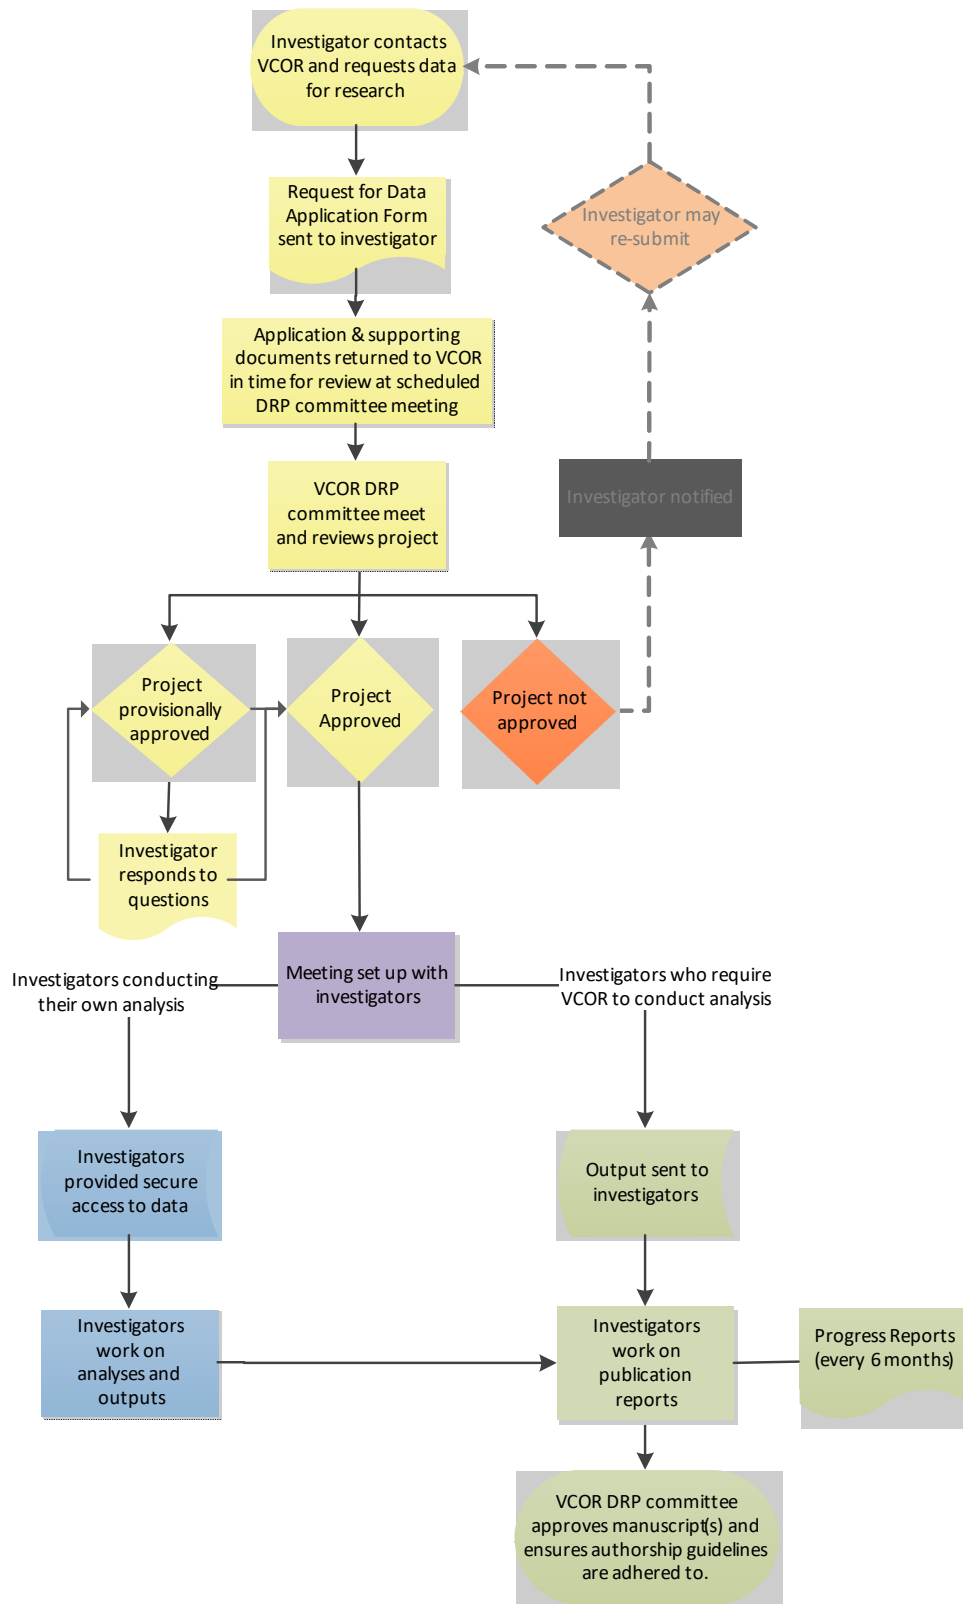 Investigator contacts
VCOR and requests data
for research
Request for Data
Application Form
sent to investigator
Investigator may
re-submit
Application & supporting
documents returned to VCOR
in time for review at scheduled
DRP committee meeting
VCOR DRP
committee meet
and reviews project
Investigator notified
Project
provisionally
approved
Project
Approved
Project not
approved
Investigator
responds to
questions
Meeting set up with
investigators
Investigators conducting
their own analysis
Investigators who require
VCOR to conduct analysis
Investigators
provided secure
access to data
Output sent to
investigators
Investigators
work on
analyses and
outputs
Investigators
work on
publication
reports
Progress Reports
(every 6 months)
VCOR DRP committee
approves manuscript(s) and
ensures authorship guidelines
are adhered to.